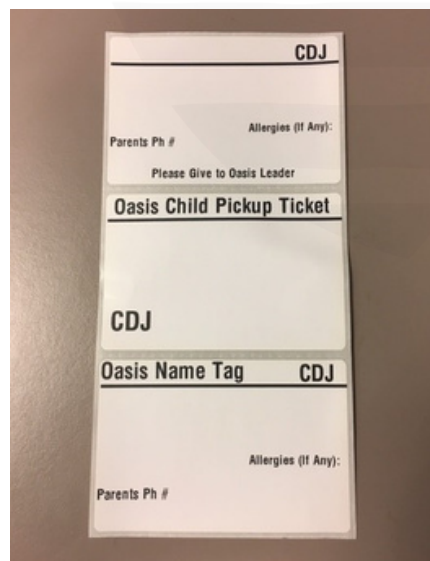 CDJ
Allergies (If Any):
Parents Ph #
Please Give to Oasis Leader
Oasis Child Pickup Ticket
CDJ
Oasis Name Tag CDJ
Allergies (If Any):
Parents Ph #